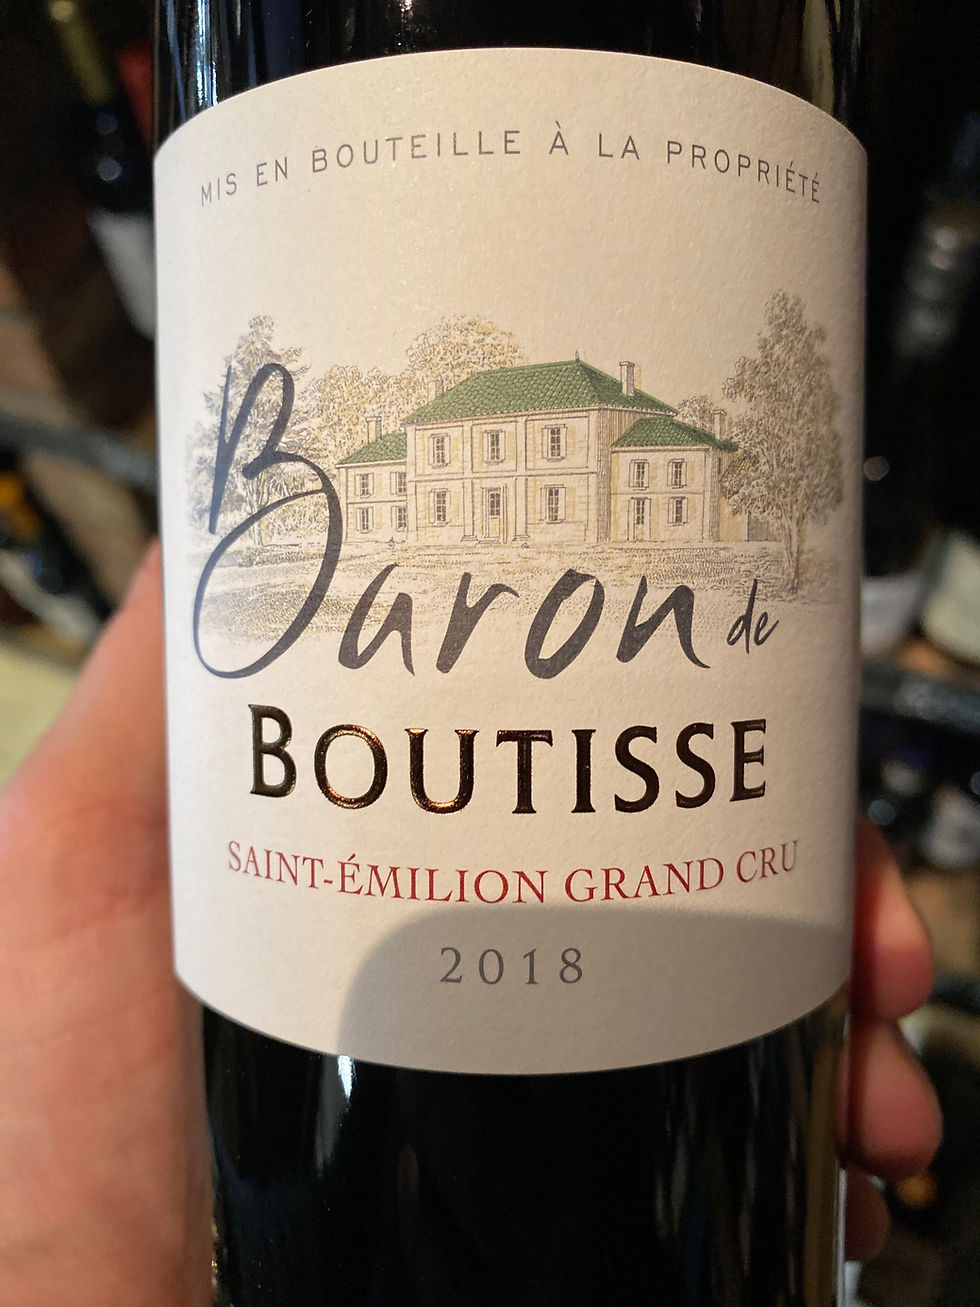 MIS EN BOUTEILLE À LA PROPRIÉTÉ
Baron de
BOUTISSE
SAINT-ÉMILION GRAND CRU
2018